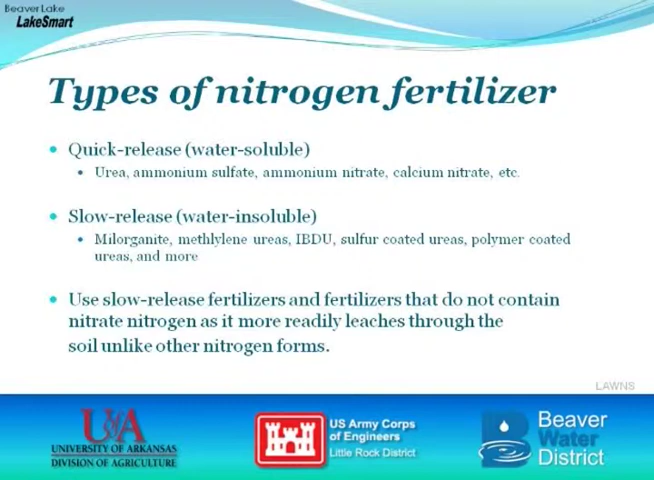 Beaver Lake
LakeSmart
Types of nitrogen fertilizer
Quick-release (water-soluble)
Urea, ammonium sulfate, ammonium nitrate, calcium nitrate, etc.
Slow-release (water-insoluble)
Milorganite, methlylene ureas, IBDU, sulfur coated ureas, polymer coated
ureas, and more
Use slow-release fertilizers and fertilizers that do not contain
nitrate nitrogen as it more readily leaches through the
soil unlike other nitrogen forms.
LAWNS
U of A
UNIVERSITY OF ARKANSAS
DIVISION OF AGRICULTURE
US Army Corps
of Engineers
Little Rock District
Beaver
Water
District